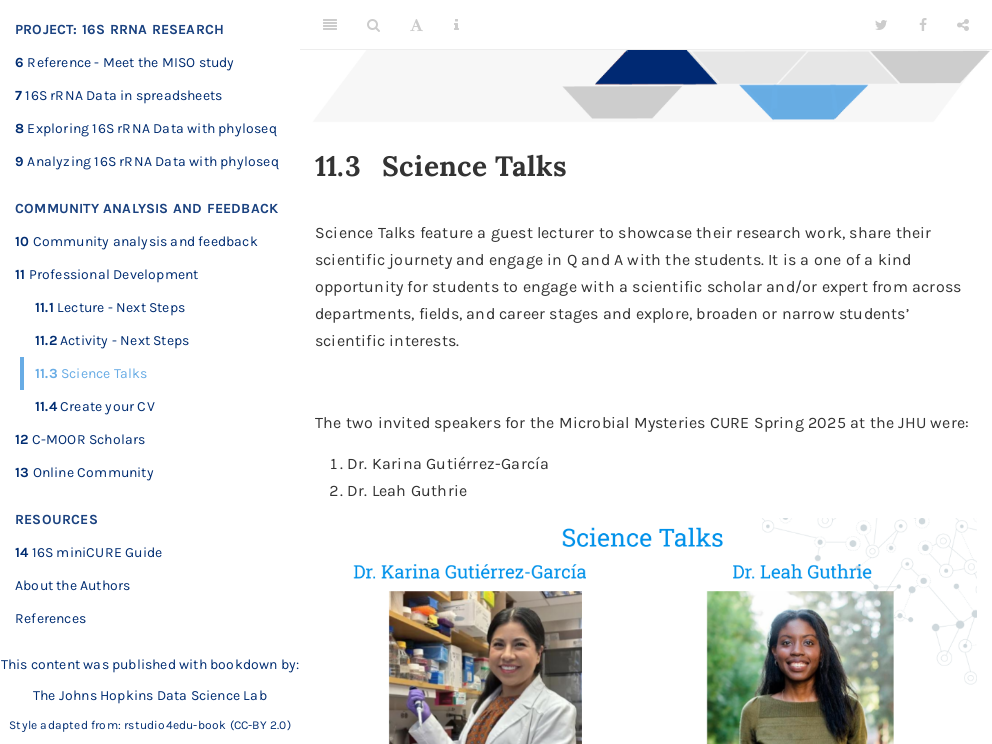 PROJECT: 16S RRNA RESEARCH
6 Reference - Meet the MISO study
7 16S rRNA Data in spreadsheets
8 Exploring 16S rRNA Data with phyloseq
9 Analyzing 16S rRNA Data with phyloseq
COMMUNITY ANALYSIS AND FEEDBACK
10 Community analysis and feedback
11 Professional Development
11.1 Lecture - Next Steps
11.2 Activity - Next Steps
11.3 Science Talks
11.4 Create your CV
12 C-MOOR Scholars
13 Online Community
RESOURCES
14 16S miniCURE Guide
About the Authors
References
This content was published with bookdown by:
The Johns Hopkins Data Science Lab
Style adapted from: rstudio4edu-book (CC-BY 2.0)
11.3 Science Talks
Science Talks feature a guest lecturer to showcase their research work, share their
scientific journety and engage in Q and A with the students. It is a one of a kind
opportunity for students to engage with a scientific scholar and/or expert from across
departments, fields, and career stages and explore, broaden or narrow students’
scientific interests.
The two invited speakers for the Microbial Mysteries CURE Spring 2025 at the JHU were:
1. Dr. Karina Gutiérrez-García
2. Dr. Leah Guthrie
Science Talks
Dr. Karina Gutiérrez-García
Dr. Leah Guthrie